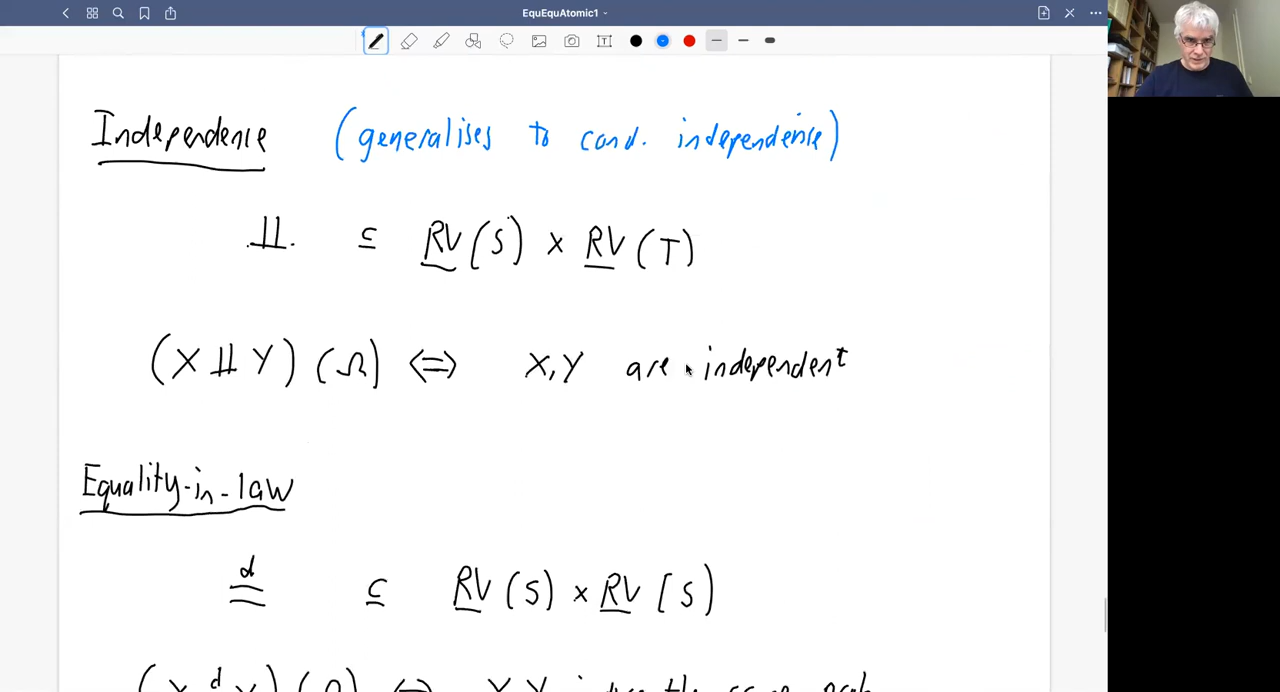 EquEquAtomic1
Independence (generalises to cond. independence)
⫫ ⊆ RV(S) × RV(T)
(X ⫫ Y)(Ω) ⇔ X,Y are independent
Equality-in-law
d
= ⊆ RV(S) × RV(S)